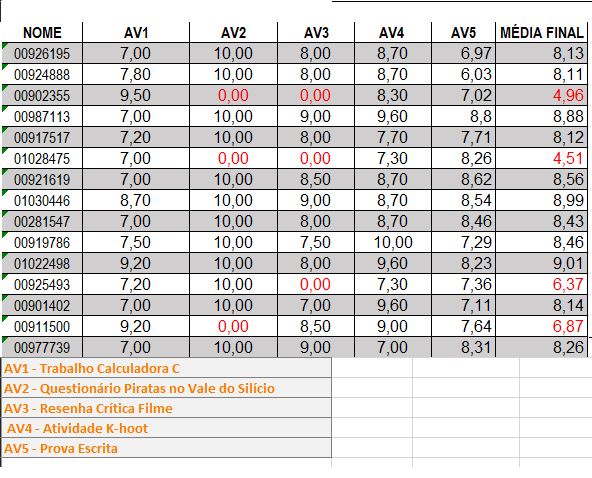 NOME AV1 AV2 AV3 AV4 AV5 MÉDIA FINAL
00926195 7,00 10,00 8,00 8,70 6,97 8,13
00924888 7,80 10,00 8,00 8,70 6,03 8,11
00902355 9,50 0,00 0,00 8,30 7,02 4,96
00987113 7,00 10,00 9,00 9,60 8,8 8,88
00917517 7,20 10,00 8,00 7,70 7,71 8,12
01028475 7,00 0,00 0,00 7,30 8,26 4,51
00921619 7,00 10,00 8,50 8,70 8,62 8,56
01030446 8,70 10,00 9,00 8,70 8,54 8,99
00281547 7,00 10,00 8,00 8,70 8,46 8,43
00919786 7,50 10,00 7,50 10,00 7,29 8,46
01022498 9,20 10,00 8,00 9,60 8,23 9,01
00925493 7,20 10,00 0,00 7,30 7,36 6,37
00901402 7,00 10,00 7,00 9,60 7,11 8,14
00911500 9,20 0,00 8,50 9,00 7,64 6,87
00977739 7,00 10,00 9,00 7,00 8,31 8,26
AV1 - Trabalho Calculadora C
AV2 - Questionário Piratas no Vale do Silício
AV3 - Resenha Crítica Filme
AV4 - Atividade K-hoot
AV5 - Prova Escrita